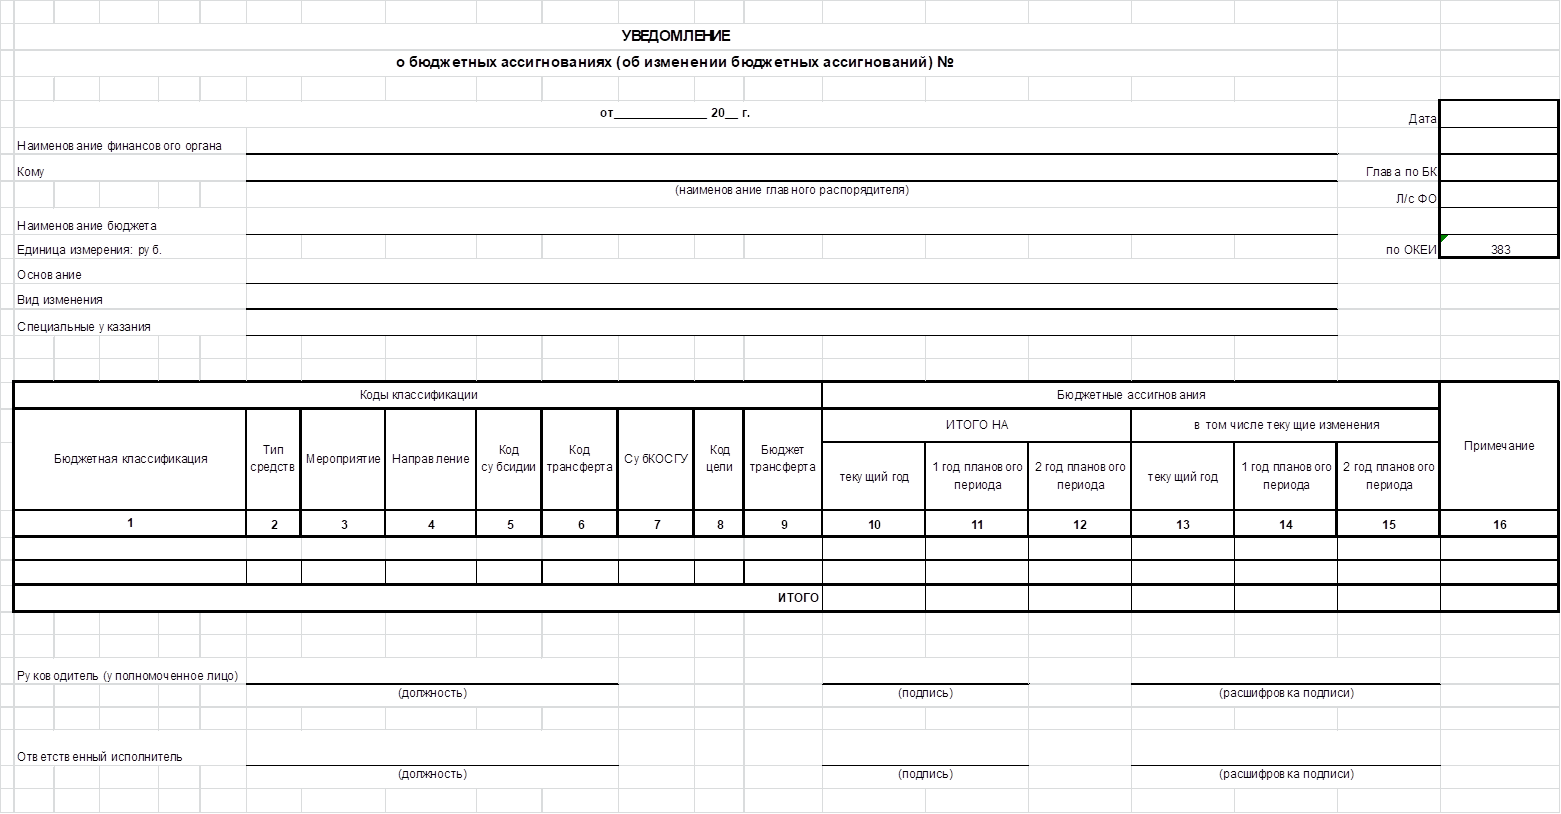 УВЕДОМЛЕНИЕ
о бюджетных ассигнованиях (об изменении бюджетных ассигнований) №
от______________ 20__ г.
Дата
Наименование финансового органа
Кому
Глава по БК
(наименование главного распорядителя)
Л/с ФО
Наименование бюджета
Единица измерения: руб.
по ОКЕИ
383
Основание
Вид изменения
Специальные указания
Коды классификации
Бюджетные ассигнования
Примечание
ИТОГО НА
в том числе текущие изменения
Бюджетная классификация
Тип
средств
Мероприятие
Направление
Код
субсидии
Код
трансферта
СубКОСГУ
Код
цели
Бюджет
трансферта
текущий год
1 год планового
периода
2 год планового
периода
текущий год
1 год планового
периода
2 год планового
периода
1 2 3 4 5 6 7 8 9 10 11 12 13 14 15 16
ИТОГО
Руководитель (уполномоченное лицо)
(должность) (подпись) (расшифровка подписи)
Ответственный исполнитель
(должность) (подпись) (расшифровка подписи)